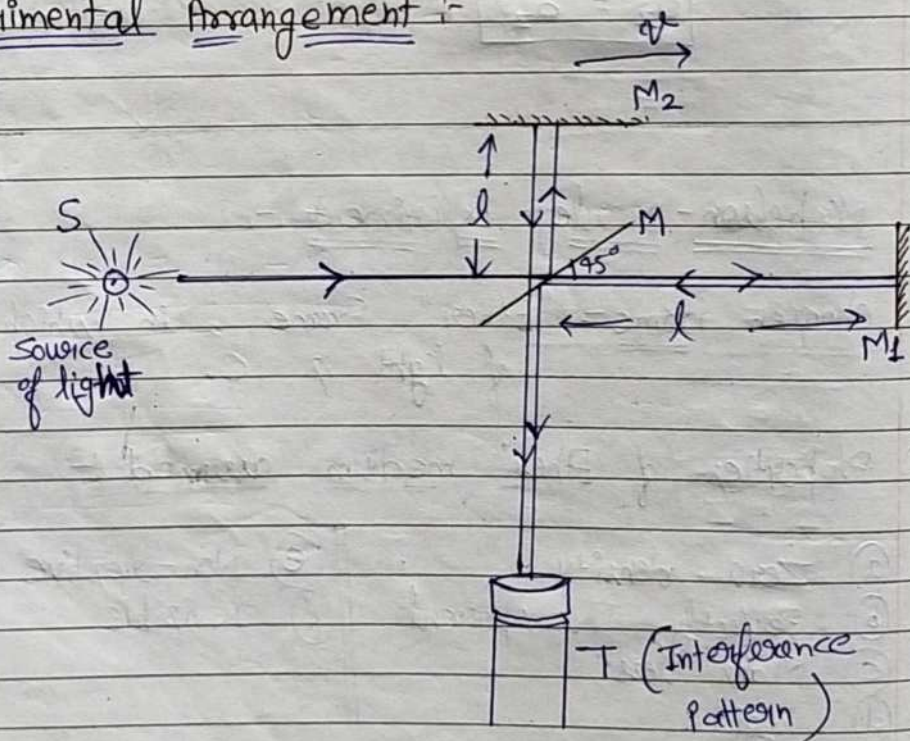 imental Arrangement :-
v
M2
l
S
M
45°
l
M1
Source
of light
T (Interference
Pattern)